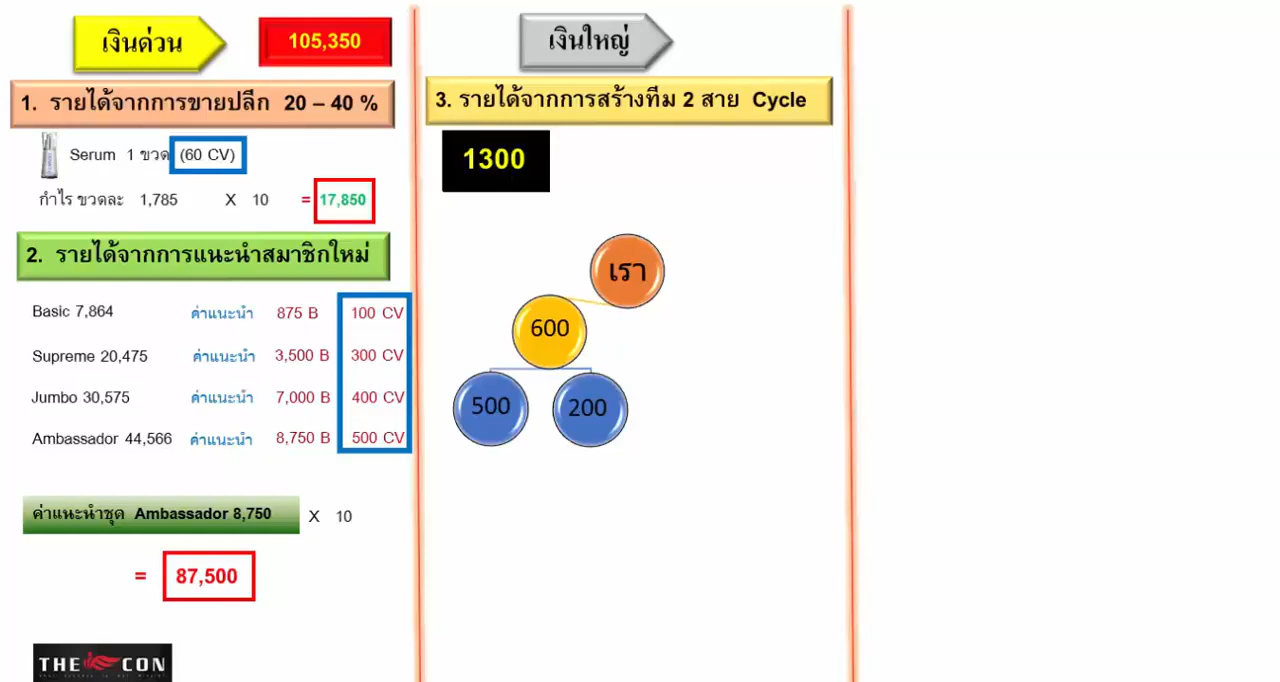 เงินด่วน
105,350
1. รายได้จากการขายปลีก 20 – 40 %
Serum 1 ขวด (60 CV)
กำไร ขวดละ 1,785 X 10 = 17,850
2. รายได้จากการแนะนำสมาชิกใหม่
Basic 7,864 ค่าแนะนำ 875 B 100 CV
Supreme 20,475 ค่าแนะนำ 3,500 B 300 CV
Jumbo 30,575 ค่าแนะนำ 7,000 B 400 CV
Ambassador 44,566 ค่าแนะนำ 8,750 B 500 CV
ค่าแนะนำชุด Ambassador 8,750 X 10
= 87,500
THE CON
เงินใหญ่
3. รายได้จากการสร้างทีม 2 สาย Cycle
1300
เรา
600
500 200